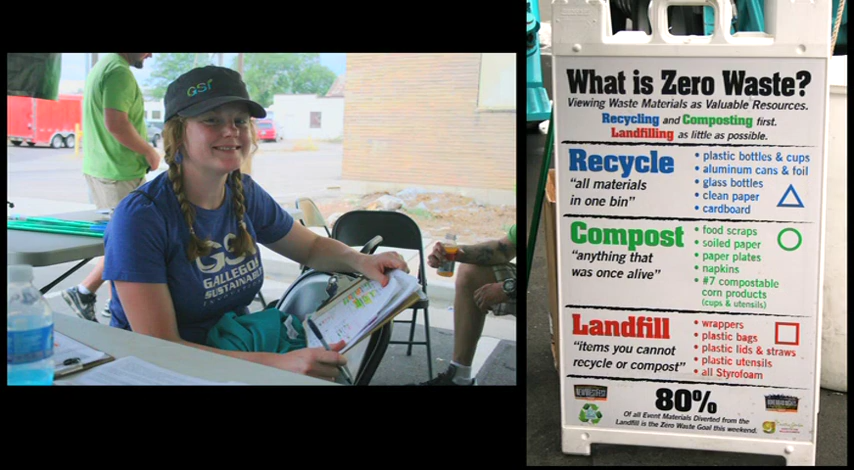 GSF
GS
GALLEGOS
SUSTAINABLE
What is Zero Waste?
Viewing Waste Materials as Valuable Resources.
Recycling and Composting first.
Landfilling as little as possible.
Recycle
"all materials
in one bin"
• plastic bottles & cups
• aluminum cans & foil
• glass bottles
• clean paper
• cardboard
Compost
"anything that
was once alive"
• food scraps
• soiled paper
• paper plates
• napkins
• #7 compostable
corn products
(cups & utensils)
Landfill
"items you cannot
recycle or compost"
• wrappers
• plastic bags
• plastic lids & straws
• plastic utensils
• all Styrofoam
80%
Of all Event Materials Diverted from the
Landfill is the Zero Waste Goal this weekend.